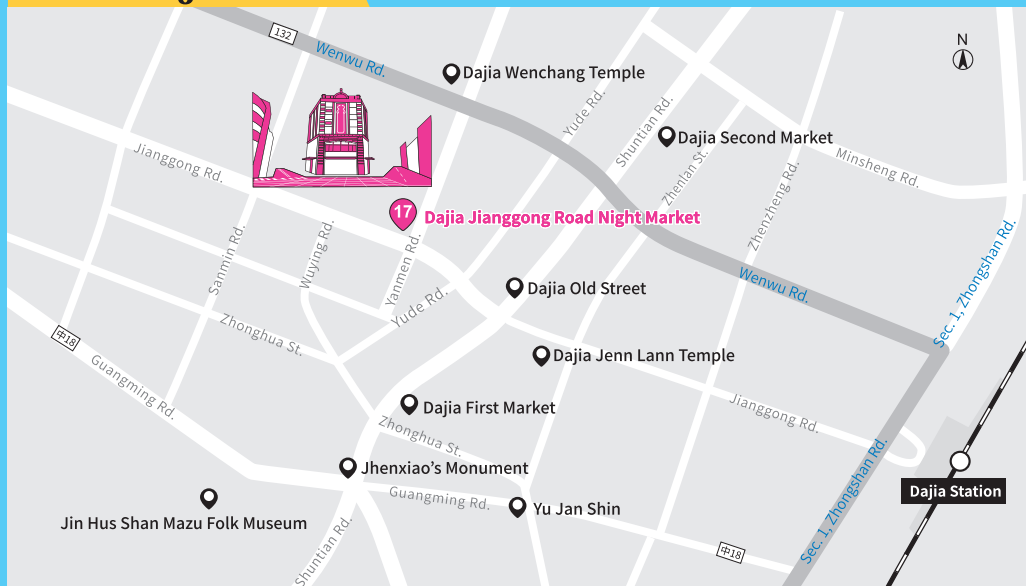 132
Wenwu Rd.
N
Dajia Wenchang Temple
Yude Rd.
Shuntian Rd.
Dajia Second Market
Zhenlan St.
Minsheng Rd.
Jianggong Rd.
Zhenzheng Rd.
17
Dajia Jianggong Road Night Market
Sanmin Rd.
Wuying Rd.
Yanmen Rd.
Yude Rd.
Dajia Old Street
Wenwu Rd.
Sec. 1, Zhongshan Rd.
中18
Zhonghua St.
Dajia Jenn Lann Temple
Guangming Rd.
Dajia First Market
Jianggong Rd.
Zhonghua St.
Jhenxiao’s Monument
Guangming Rd.
Dajia Station
Yu Jan Shin
Jin Hus Shan Mazu Folk Museum
Shuntian Rd.
中18
Sec. 1, Zhongshan Rd.